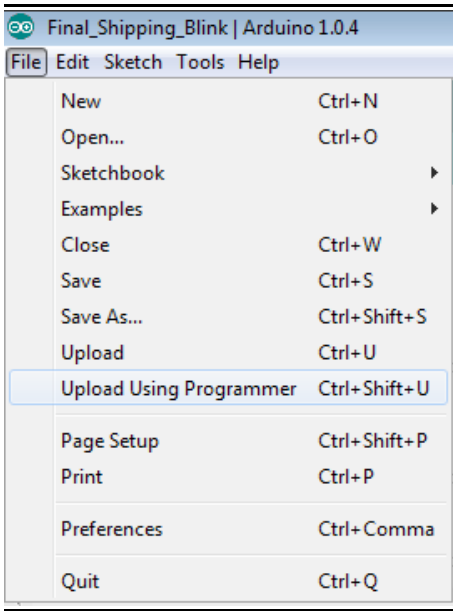 Final_Shipping_Blink | Arduino 1.0.4
File Edit Sketch Tools Help
New Ctrl+N
Open... Ctrl+O
Sketchbook
Examples
Close Ctrl+W
Save Ctrl+S
Save As... Ctrl+Shift+S
Upload Ctrl+U
Upload Using Programmer Ctrl+Shift+U
Page Setup Ctrl+Shift+P
Print Ctrl+P
Preferences Ctrl+Comma
Quit Ctrl+Q